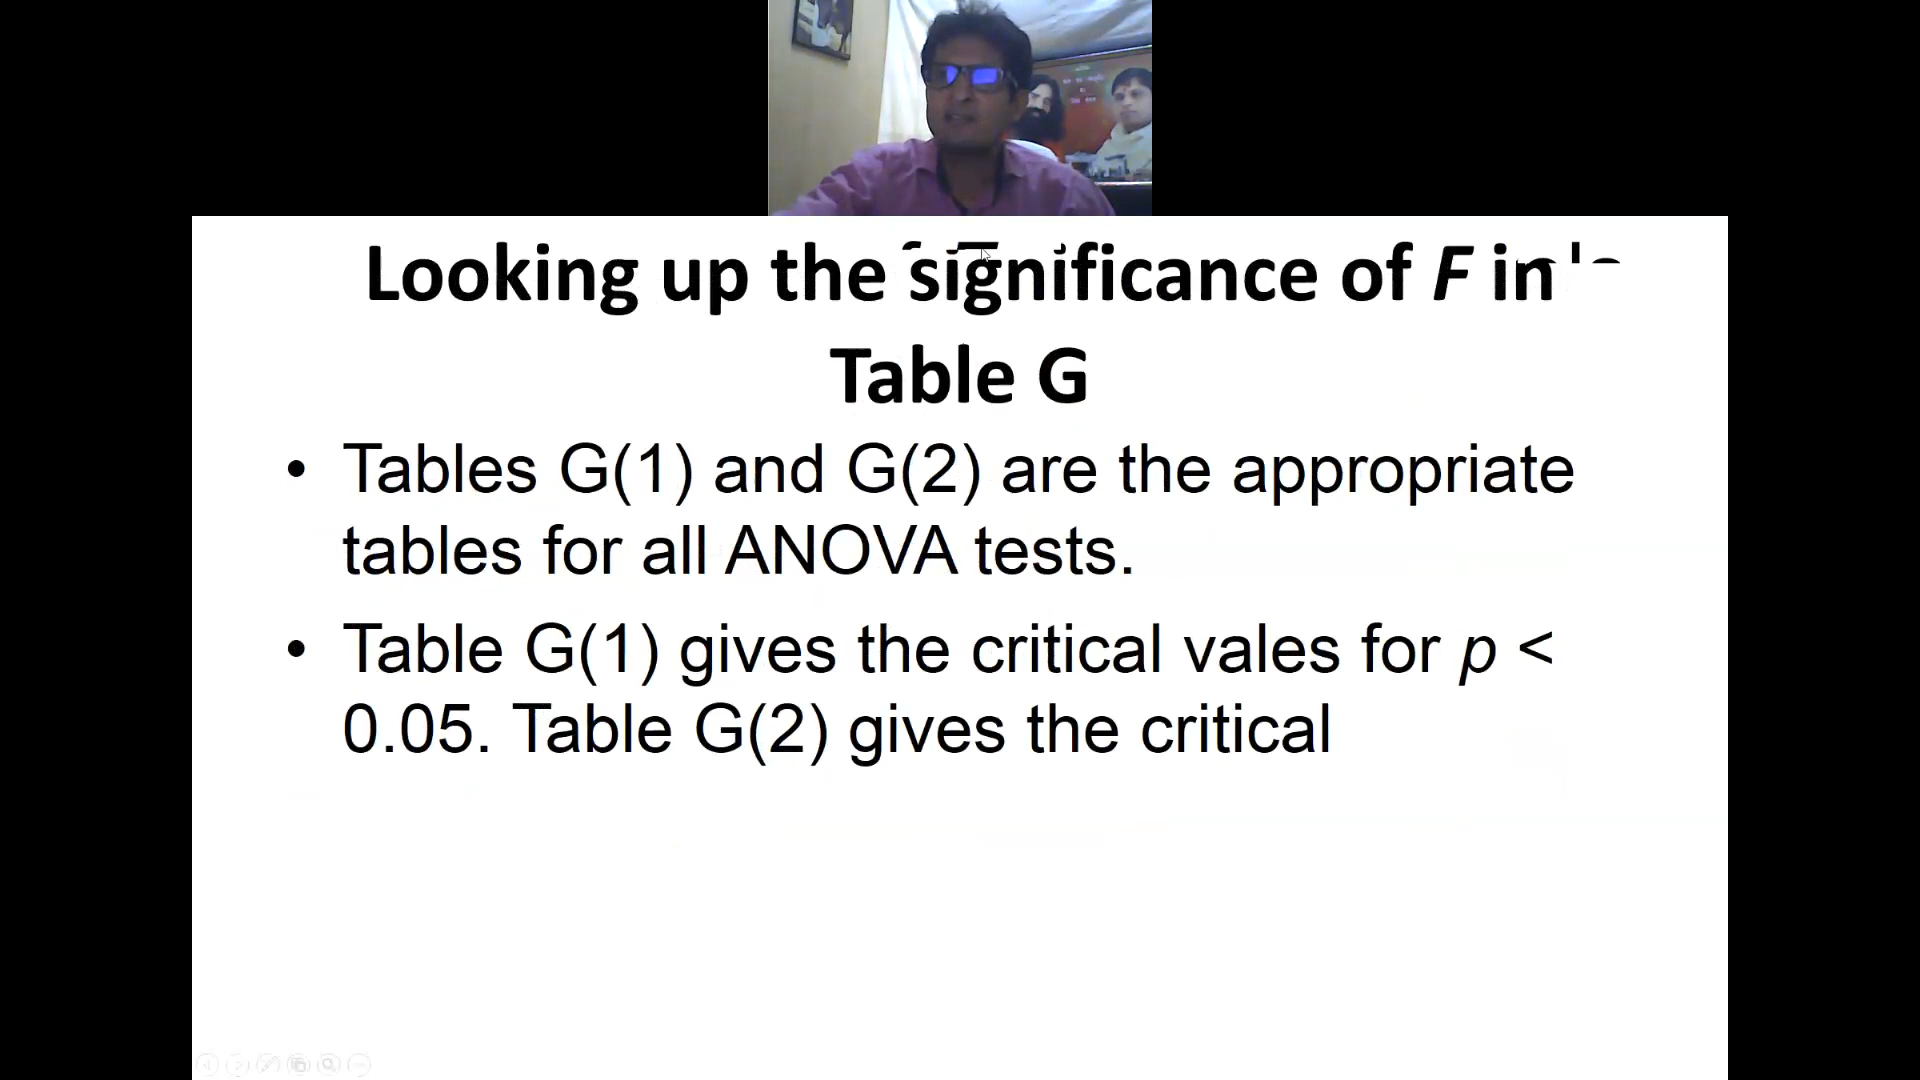 Looking up the significance of F in
Table G
• Tables G(1) and G(2) are the appropriate
tables for all ANOVA tests.
• Table G(1) gives the critical vales for p <
0.05. Table G(2) gives the critical